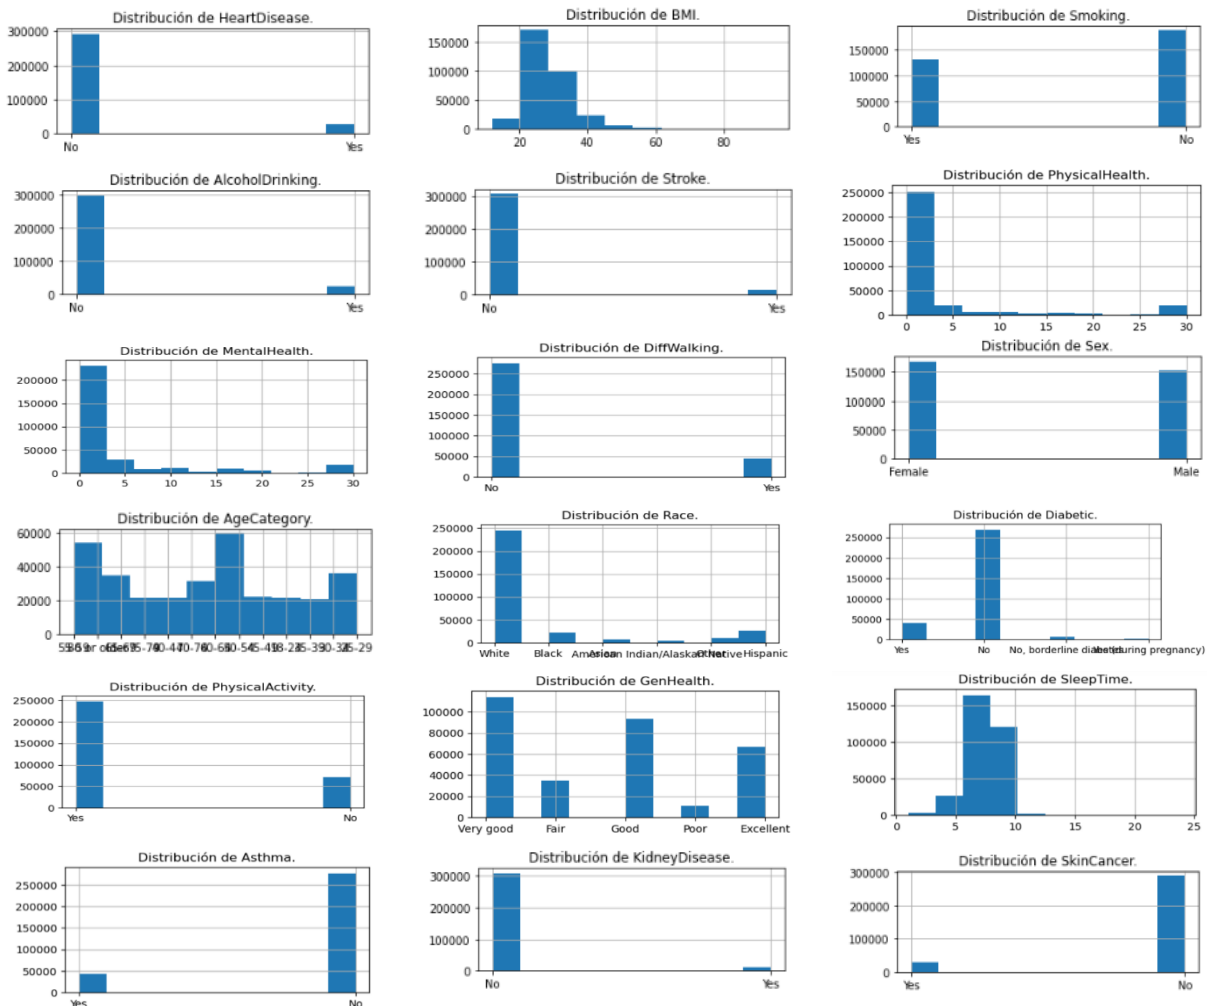 Distribución de HeartDisease.
300000
200000
100000
0
No Yes
Distribución de BMI.
150000
100000
50000
0
20 40 60 80
Distribución de Smoking.
150000
100000
50000
0
Yes No
Distribución de AlcoholDrinking.
300000
200000
100000
0
No Yes
Distribución de Stroke.
300000
200000
100000
0
No Yes
Distribución de PhysicalHealth.
250000
200000
150000
100000
50000
0
0 5 10 15 20 25 30
Distribución de MentalHealth.
200000
150000
100000
50000
0
0 5 10 15 20 25 30
Distribución de DiffWalking.
250000
200000
150000
100000
50000
0
No Yes
Distribución de Sex.
150000
100000
50000
0
Female Male
Distribución de AgeCategory.
60000
40000
20000
0
Distribución de Race.
250000
200000
150000
100000
50000
0
White Black American Indian/Alaskan Native Hispanic
Distribución de Diabetic.
250000
200000
150000
100000
50000
0
Yes No No, borderline diabetes Yes (during pregnancy)
Distribución de PhysicalActivity.
250000
200000
150000
100000
50000
0
Yes No
Distribución de GenHealth.
100000
80000
60000
40000
20000
0
Very good Fair Good Poor Excellent
Distribución de SleepTime.
150000
100000
50000
0
0 5 10 15 20 25
Distribución de Asthma.
250000
200000
150000
100000
50000
0
Yes No
Distribución de KidneyDisease.
300000
200000
100000
0
No Yes
Distribución de SkinCancer.
300000
200000
100000
0
Yes No